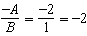 -A/B = -2/1 = -2